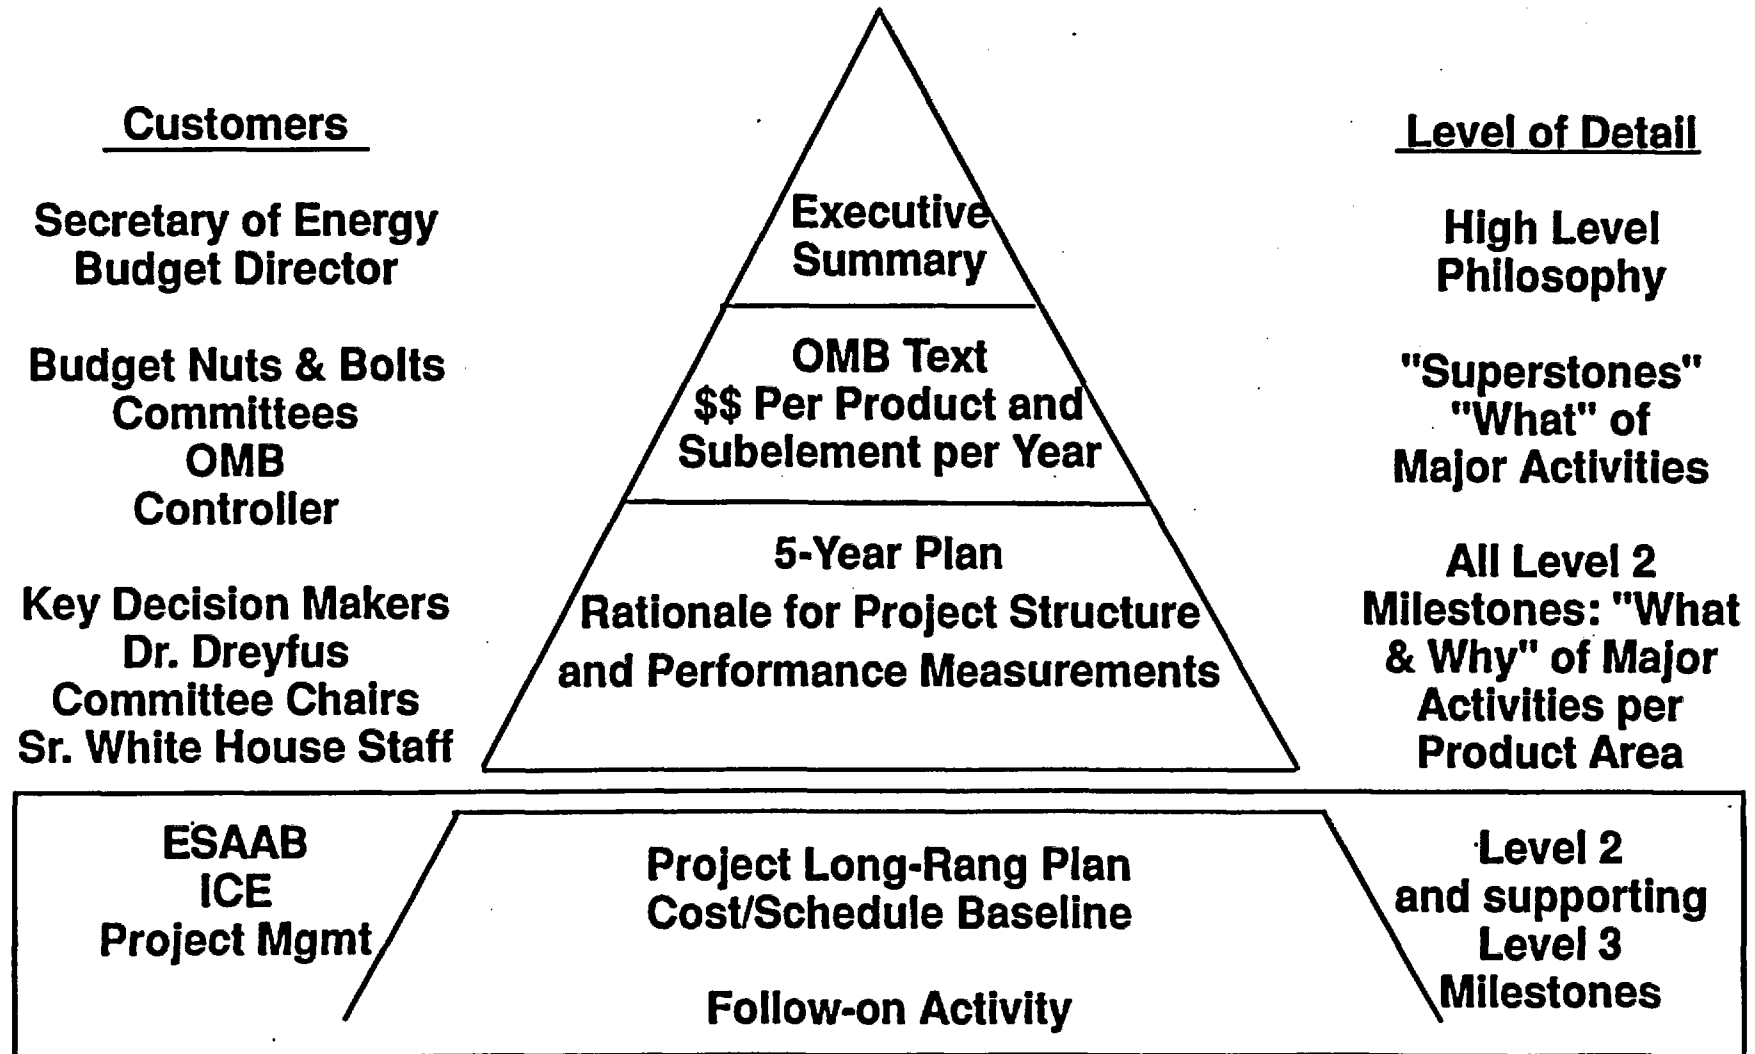 Customers
Secretary of Energy
Budget Director
Budget Nuts & Bolts
Committees
OMB
Controller
Key Decision Makers
Dr. Dreyfus
Committee Chairs
Sr. White House Staff
ESAAB
ICE
Project Mgmt
Executive
Summary
OMB Text
$$ Per Product and
Subelement per Year
5-Year Plan
Rationale for Project Structure
and Performance Measurements
Project Long-Rang Plan
Cost/Schedule Baseline
Follow-on Activity
Level of Detail
High Level
Philosophy
"Superstones"
"What" of
Major Activities
All Level 2
Milestones: "What
& Why" of Major
Activities per
Product Area
Level 2
and supporting
Level 3
Milestones